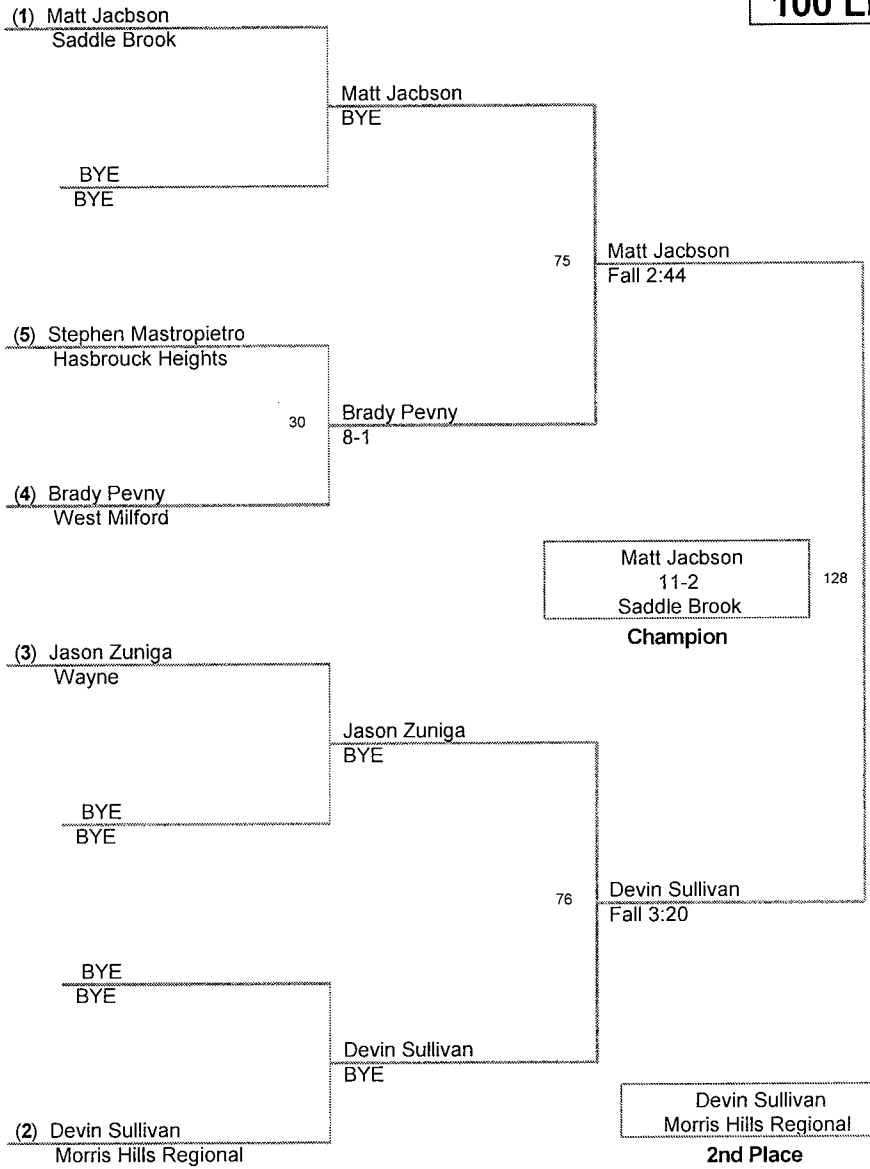 100
(1) Matt Jacbson
Saddle Brook
Matt Jacbson
BYE
BYE
BYE
75
Matt Jacbson
Fall 2:44
(5) Stephen Mastropietro
Hasbrouck Heights
30
Brady Pevny
8-1
(4) Brady Pevny
West Milford
Matt Jacbson
11-2
Saddle Brook
Champion
128
(3) Jason Zuniga
Wayne
Jason Zuniga
BYE
BYE
BYE
76
Devin Sullivan
Fall 3:20
BYE
BYE
Devin Sullivan
BYE
(2) Devin Sullivan
Morris Hills Regional
Devin Sullivan
Morris Hills Regional
2nd Place